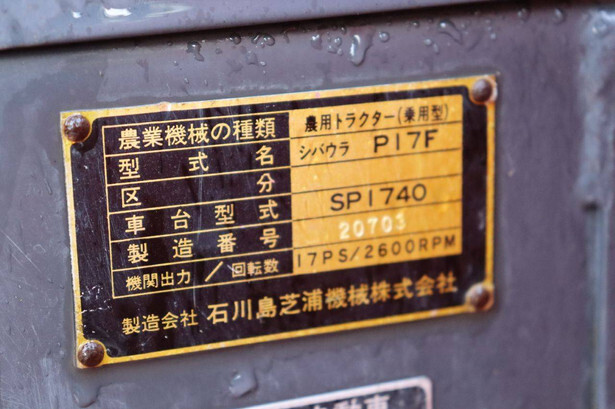 農業機械の種類 農用トラクター(乗用型)
型式名 シバウラ P17F
区分
車台型式 SP1740
製造番号 20703
機関出力/回転数 17PS/2600RPM
製造会社 石川島芝浦機械株式会社
自動車